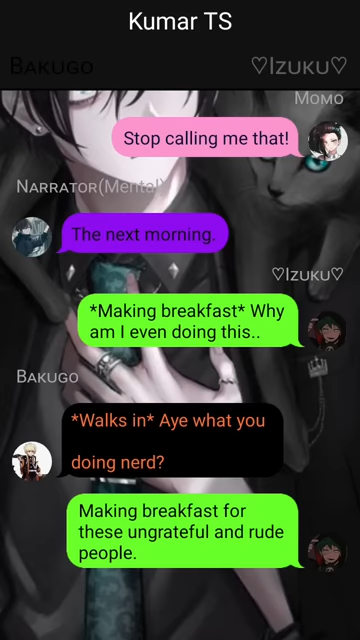 Kumar TS
Bakugo
♡Izuku♡
Momo
Stop calling me that!
Narrator(Mental)
The next morning.
♡Izuku♡
*Making breakfast* Why
am I even doing this..
Bakugo
*Walks in* Aye what you
doing nerd?
Making breakfast for
these ungrateful and rude
people.